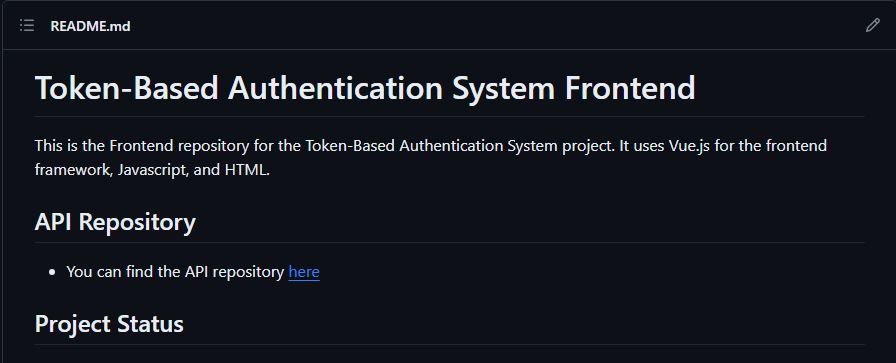 README.md
Token-Based Authentication System Frontend
This is the Frontend repository for the Token-Based Authentication System project. It uses Vue.js for the frontend
framework, Javascript, and HTML.
API Repository
• You can find the API repository here
Project Status